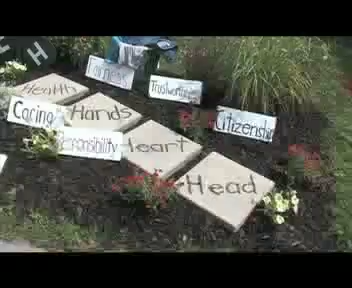 H
Fairness
Health
Trustworthiness
Caring
Hands
Responsibility
Citizenship
Heart
Head